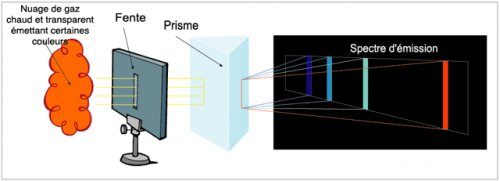 Nuage de gaz
chaud et transparent
émettant certaines
couleurs
Fente
Prisme
Spectre d'émission